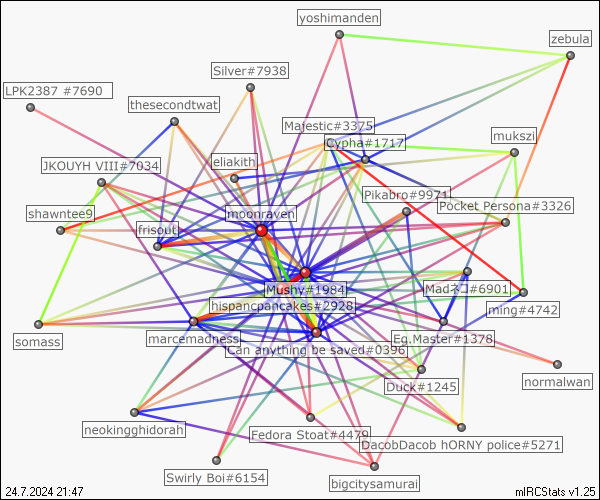 yoshimanden
zebula
Silver#7938
LPK2387 #7690
thesecondtwat
Majestic#3375
Cypha#1717
mukszi
eliakith
JKOUYH VIII#7034
Pikabro#9971
Pocket Persona#3326
shawntee9
moonraven
frisout
Mushy#1984
Madネコ#6901
hispancpancakes#2928
ming#4742
marcemadness
somass
Eg.Master#1378
Can anything be saved#0396
Duck#1245
normalwan
neokingghidorah
Fedora Stoat#4479
DacobDacob hORNY police#5271
Swirly Boi#6154
bigcitysamurai
24.7.2024 21:47
mIRCStats v1.25